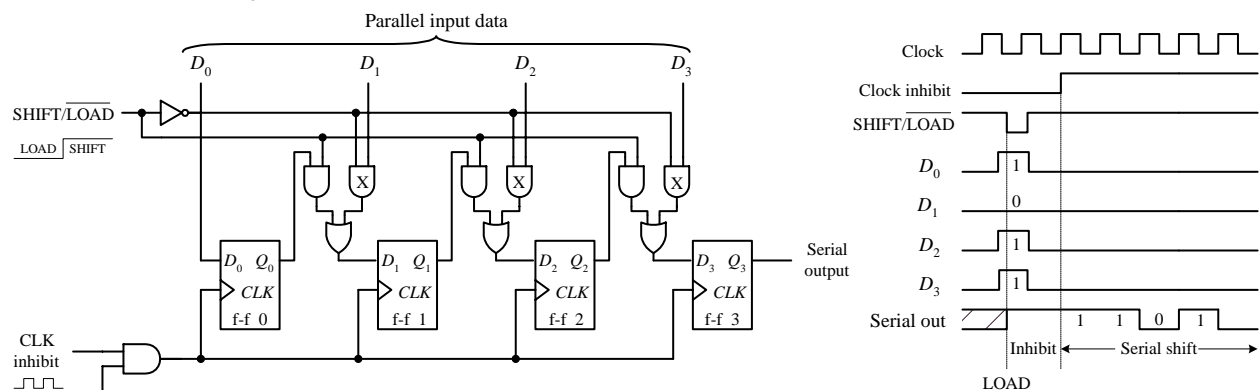 Parallel input data
D0 D1 D2 D3
SHIFT/LOAD
LOAD SHIFT
X X X
D0 Q0 D1 Q1 D2 Q2 D3 Q3
CLK CLK CLK CLK
f-f 0 f-f 1 f-f 2 f-f 3
Serial
output
CLK
inhibit
Clock
Clock inhibit
SHIFT/LOAD
D0 1
D1 0
D2 1
D3 1
Serial out 1 1 0 1
Inhibit Serial shift
LOAD